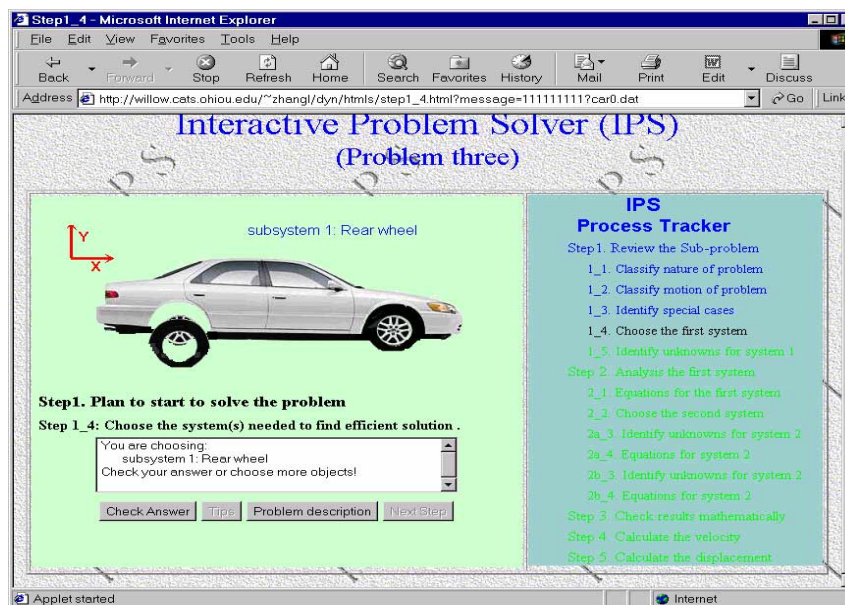 Step1_4 - Microsoft Internet Explorer
File Edit View Favorites Tools Help
Back Forward Stop Refresh Home Search Favorites History Mail Print Edit Discuss
Address http://willow.cats.ohiou.edu/~zhangl/dyn/htmls/step1_4.html?message=111111111?car0.dat Go Link
Interactive Problem Solver (IPS)
(Problem three)
subsystem 1: Rear wheel
Y
X
Step1. Plan to start to solve the problem
Step 1_4: Choose the system(s) needed to find efficient solution .
You are choosing:
subsystem 1: Rear wheel
Check your answer or choose more objects!
Check Answer Tips Problem description Next Step
IPS
Process Tracker
Step1. Review the Sub-problem
1_1. Classify nature of problem
1_2. Classify motion of problem
1_3. Identify special cases
1_4. Choose the first system
1_5. Identify unknowns for system 1
Step 2. Analysis the first system
2_1. Equations for the first system
2_2. Choose the second system
2a_3. Identify unknowns for system 2
2a_4. Equations for system 2
2b_3. Identify unknowns for system 2
2b_4. Equations for system 2
Step 3. Check results mathematically
Step 4. Calculate the velocity
Step 5. Calculate the displacement
Applet started Internet